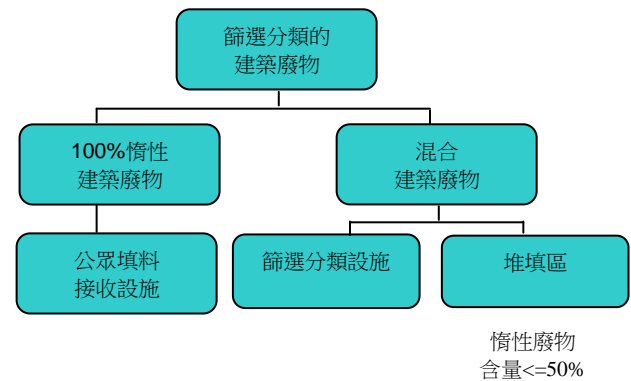 篩選分類的
建築廢物
100%惰性
建築廢物
混合
建築廢物
公眾填料
接收設施
篩選分類設施
堆填區
惰性廢物
含量<=50%